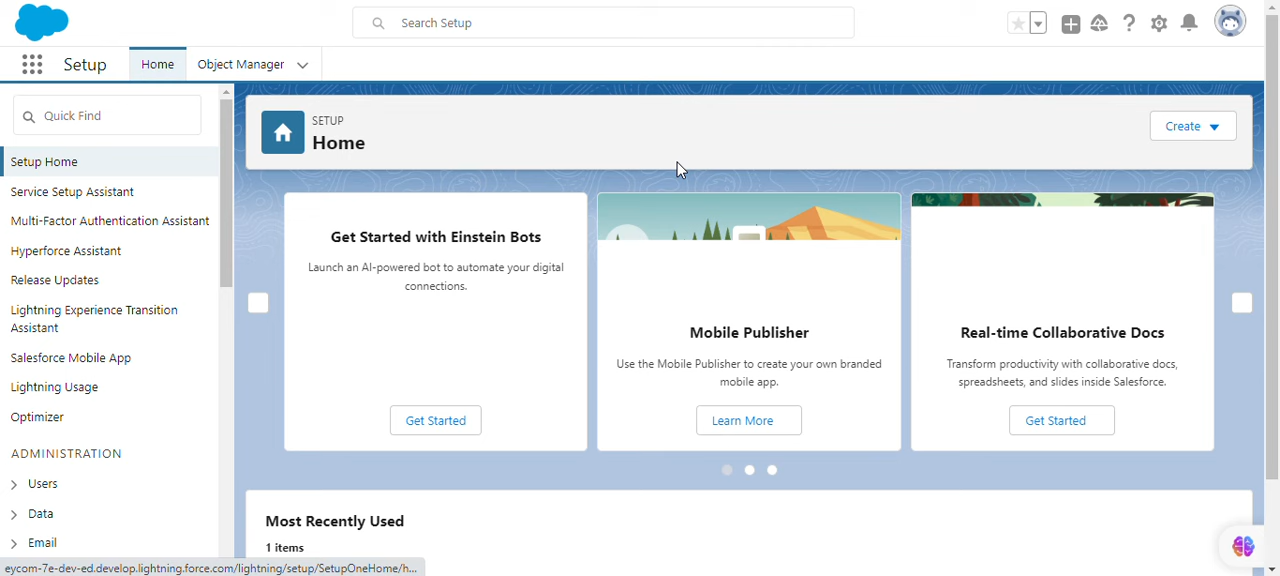 Search Setup
Setup
Home
Object Manager
Quick Find
Setup Home
Service Setup Assistant
Multi-Factor Authentication Assistant
Hyperforce Assistant
Release Updates
Lightning Experience Transition
Assistant
Salesforce Mobile App
Lightning Usage
Optimizer
ADMINISTRATION
Users
Data
Email
SETUP
Home
Create
Get Started with Einstein Bots
Launch an AI-powered bot to automate your digital
connections.
Get Started
Mobile Publisher
Use the Mobile Publisher to create your own branded
mobile app.
Learn More
Real-time Collaborative Docs
Transform productivity with collaborative docs,
spreadsheets, and slides inside Salesforce.
Get Started
Most Recently Used
1 items
eycom-7e-dev-ed.develop.lightning.force.com/lightning/setup/SetupOneHome/h...